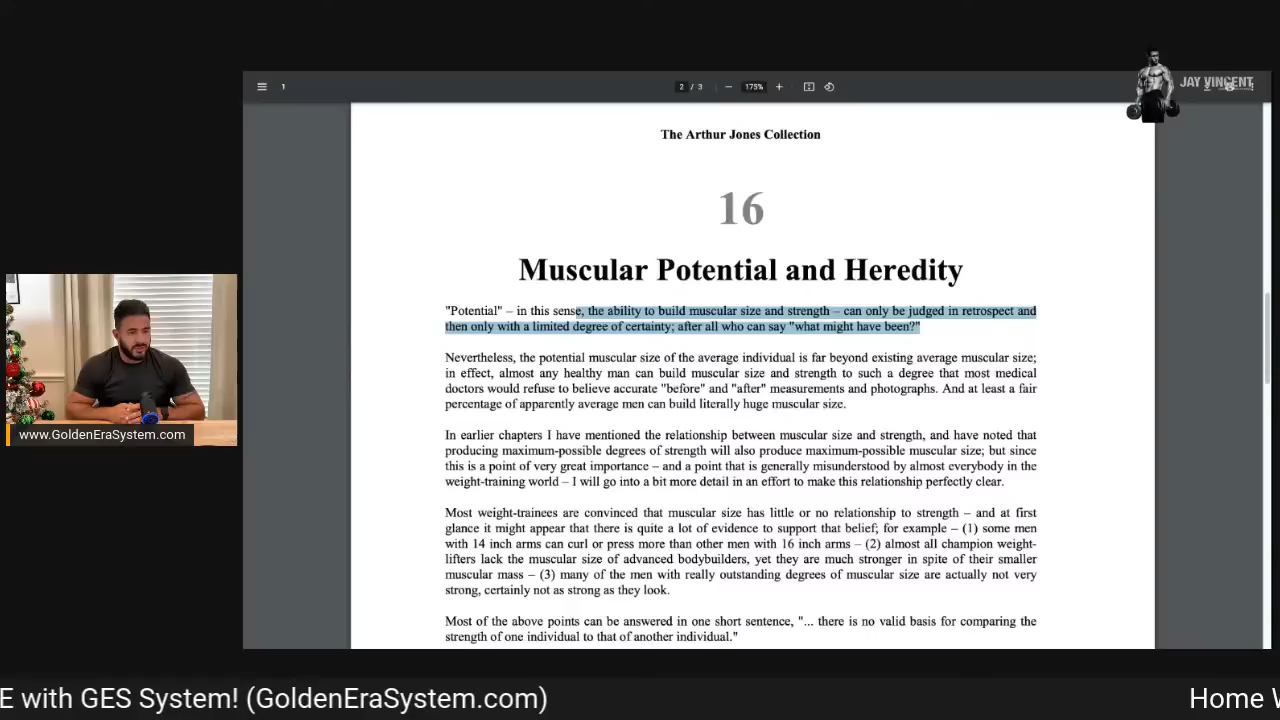 1
2 / 3
175%
JAY VINCENT
The Arthur Jones Collection
16
Muscular Potential and Heredity
"Potential" – in this sense, the ability to build muscular size and strength – can only be judged in retrospect and
then only with a limited degree of certainty; after all who can say "what might have been?"
Nevertheless, the potential muscular size of the average individual is far beyond existing average muscular size;
in effect, almost any healthy man can build muscular size and strength to such a degree that most medical
doctors would refuse to believe accurate "before" and "after" measurements and photographs. And at least a fair
percentage of apparently average men can build literally huge muscular size.
In earlier chapters I have mentioned the relationship between muscular size and strength, and have noted that
producing maximum-possible degrees of strength will also produce maximum-possible muscular size; but since
this is a point of very great importance – and a point that is generally misunderstood by almost everybody in the
weight-training world – I will go into a bit more detail in an effort to make this relationship perfectly clear.
Most weight-trainees are convinced that muscular size has little or no relationship to strength – and at first
glance it might appear that there is quite a lot of evidence to support that belief; for example – (1) some men
with 14 inch arms can curl or press more than other men with 16 inch arms – (2) almost all champion weight-
lifters lack the muscular size of advanced bodybuilders, yet they are much stronger in spite of their smaller
muscular mass – (3) many of the men with really outstanding degrees of muscular size are actually not very
strong, certainly not as strong as they look.
Most of the above points can be answered in one short sentence, "... there is no valid basis for comparing the
strength of one individual to that of another individual."
www.GoldenEraSystem.com
E with GES System! (GoldenEraSystem.com)
Home W